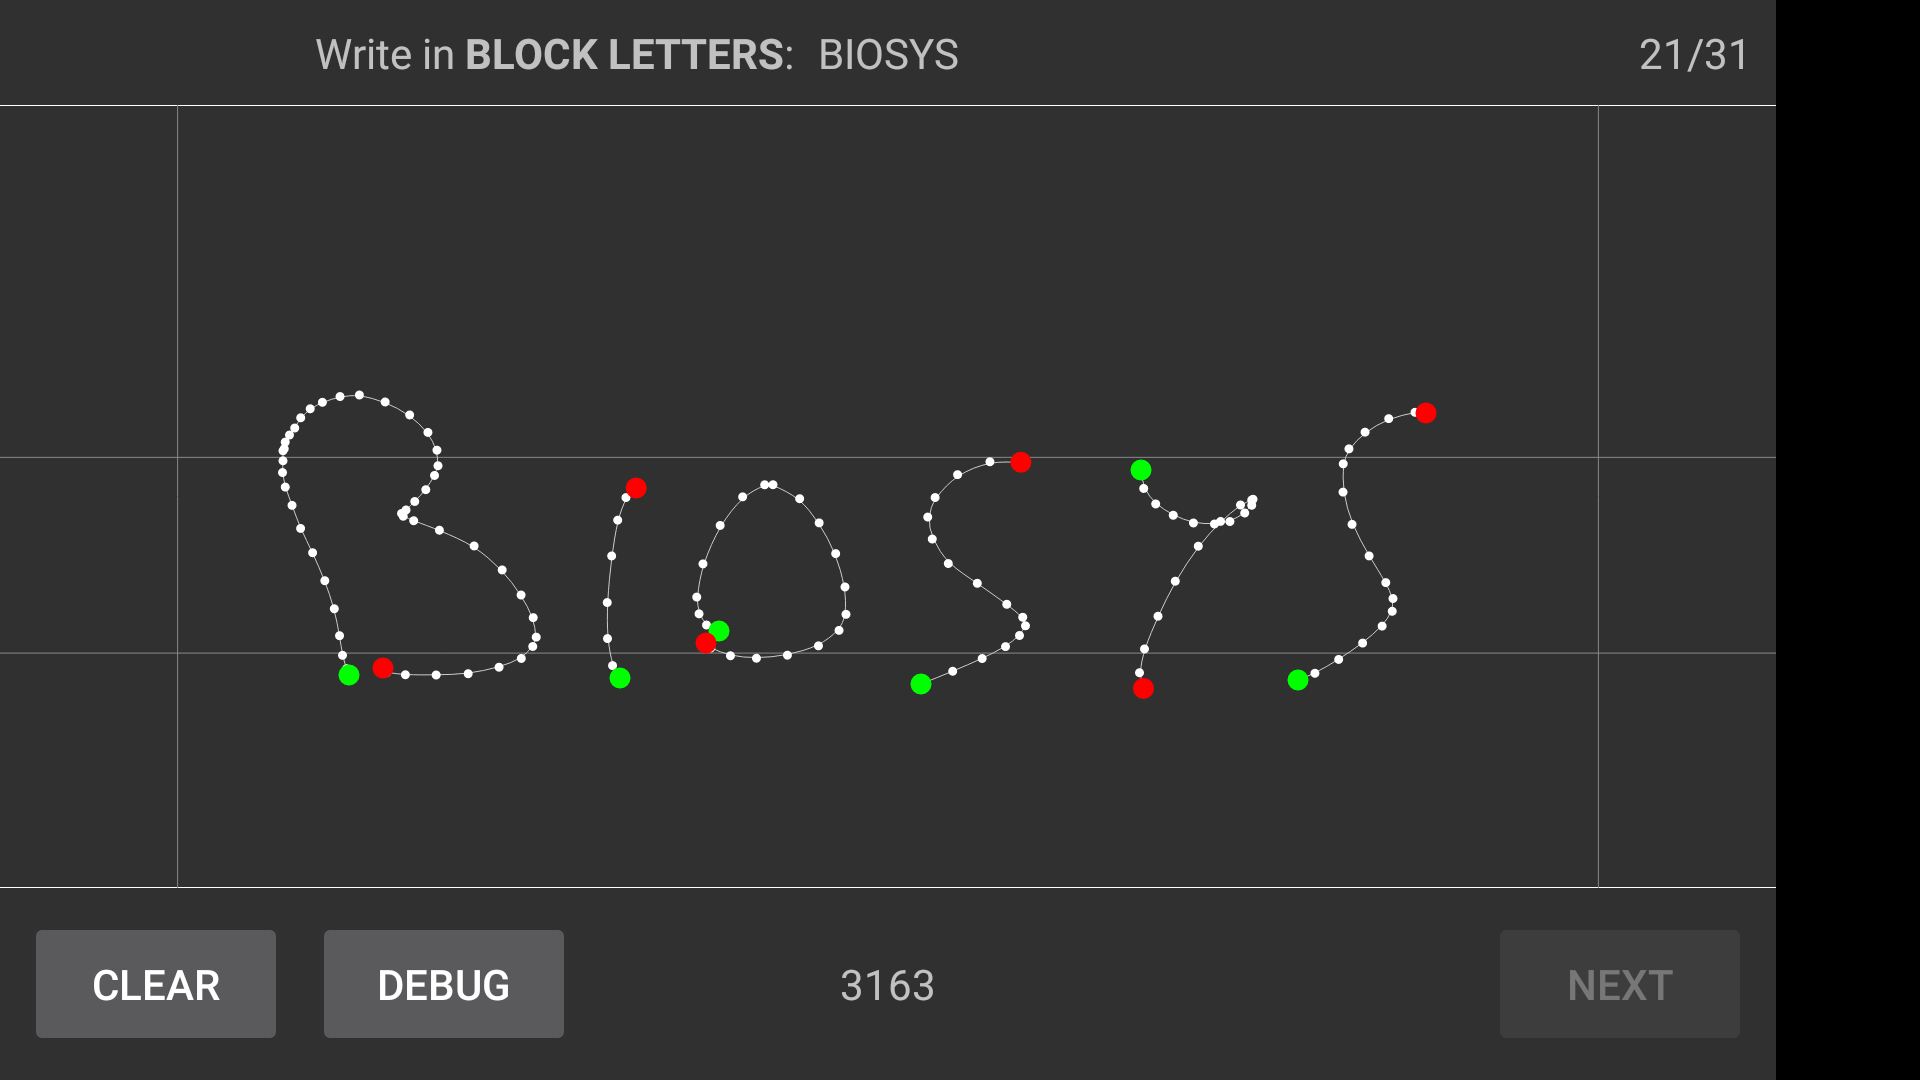 Write in BLOCK LETTERS: BIOSYS 21/31
BIOSYS
CLEAR DEBUG 3163 NEXT